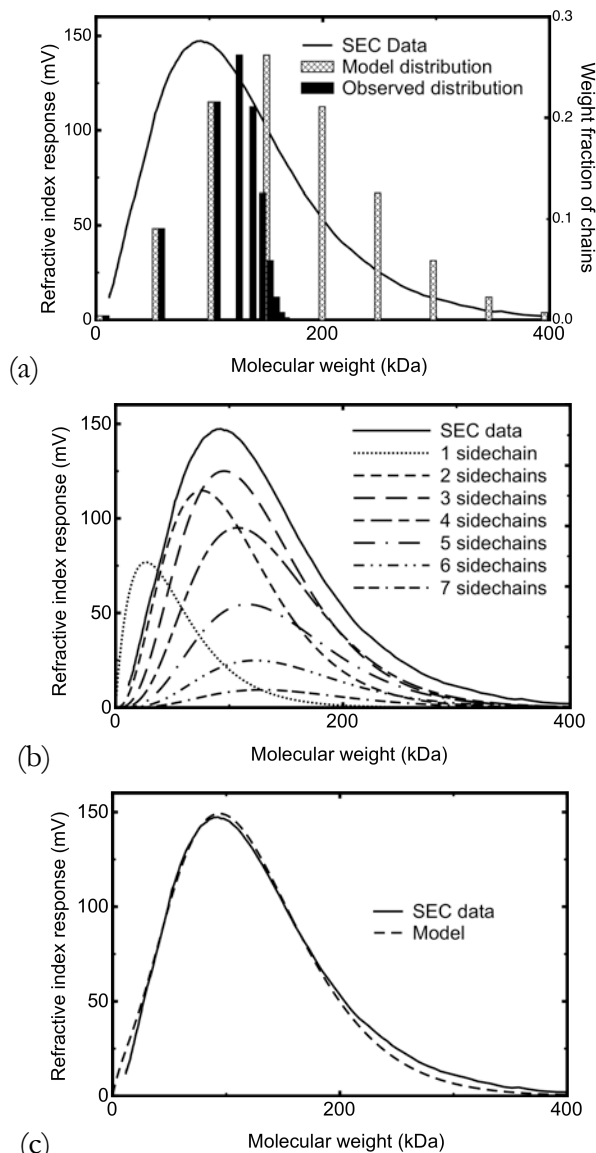 150
100
50
0
Refractive index response (mV)
SEC Data
Model distribution
Observed distribution
0.3
0.2
0.1
0.0
Weight fraction
of chains
0
200
400
Molecular weight (kDa)
(a)
150
100
50
0
Refractive index response (mV)
SEC data
1 sidechain
2 sidechains
3 sidechains
4 sidechains
5 sidechains
6 sidechains
7 sidechains
0
200
400
Molecular weight (kDa)
(b)
150
100
50
0
Refractive index response (mV)
SEC data
Model
0
200
400
Molecular weight (kDa)
(c)